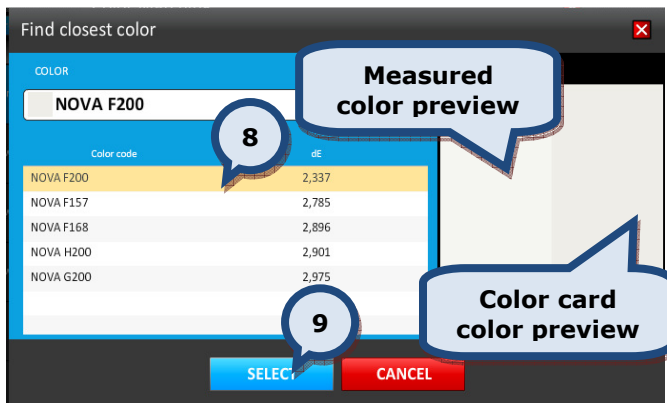 Find closest color
COLOR
NOVA F200
Measured
color preview
8
Color code dE
NOVA F200 2,337
NOVA F157 2,785
NOVA F168 2,896
NOVA H200 2,901
NOVA G200 2,975
Color card
color preview
9
SELECT CANCEL